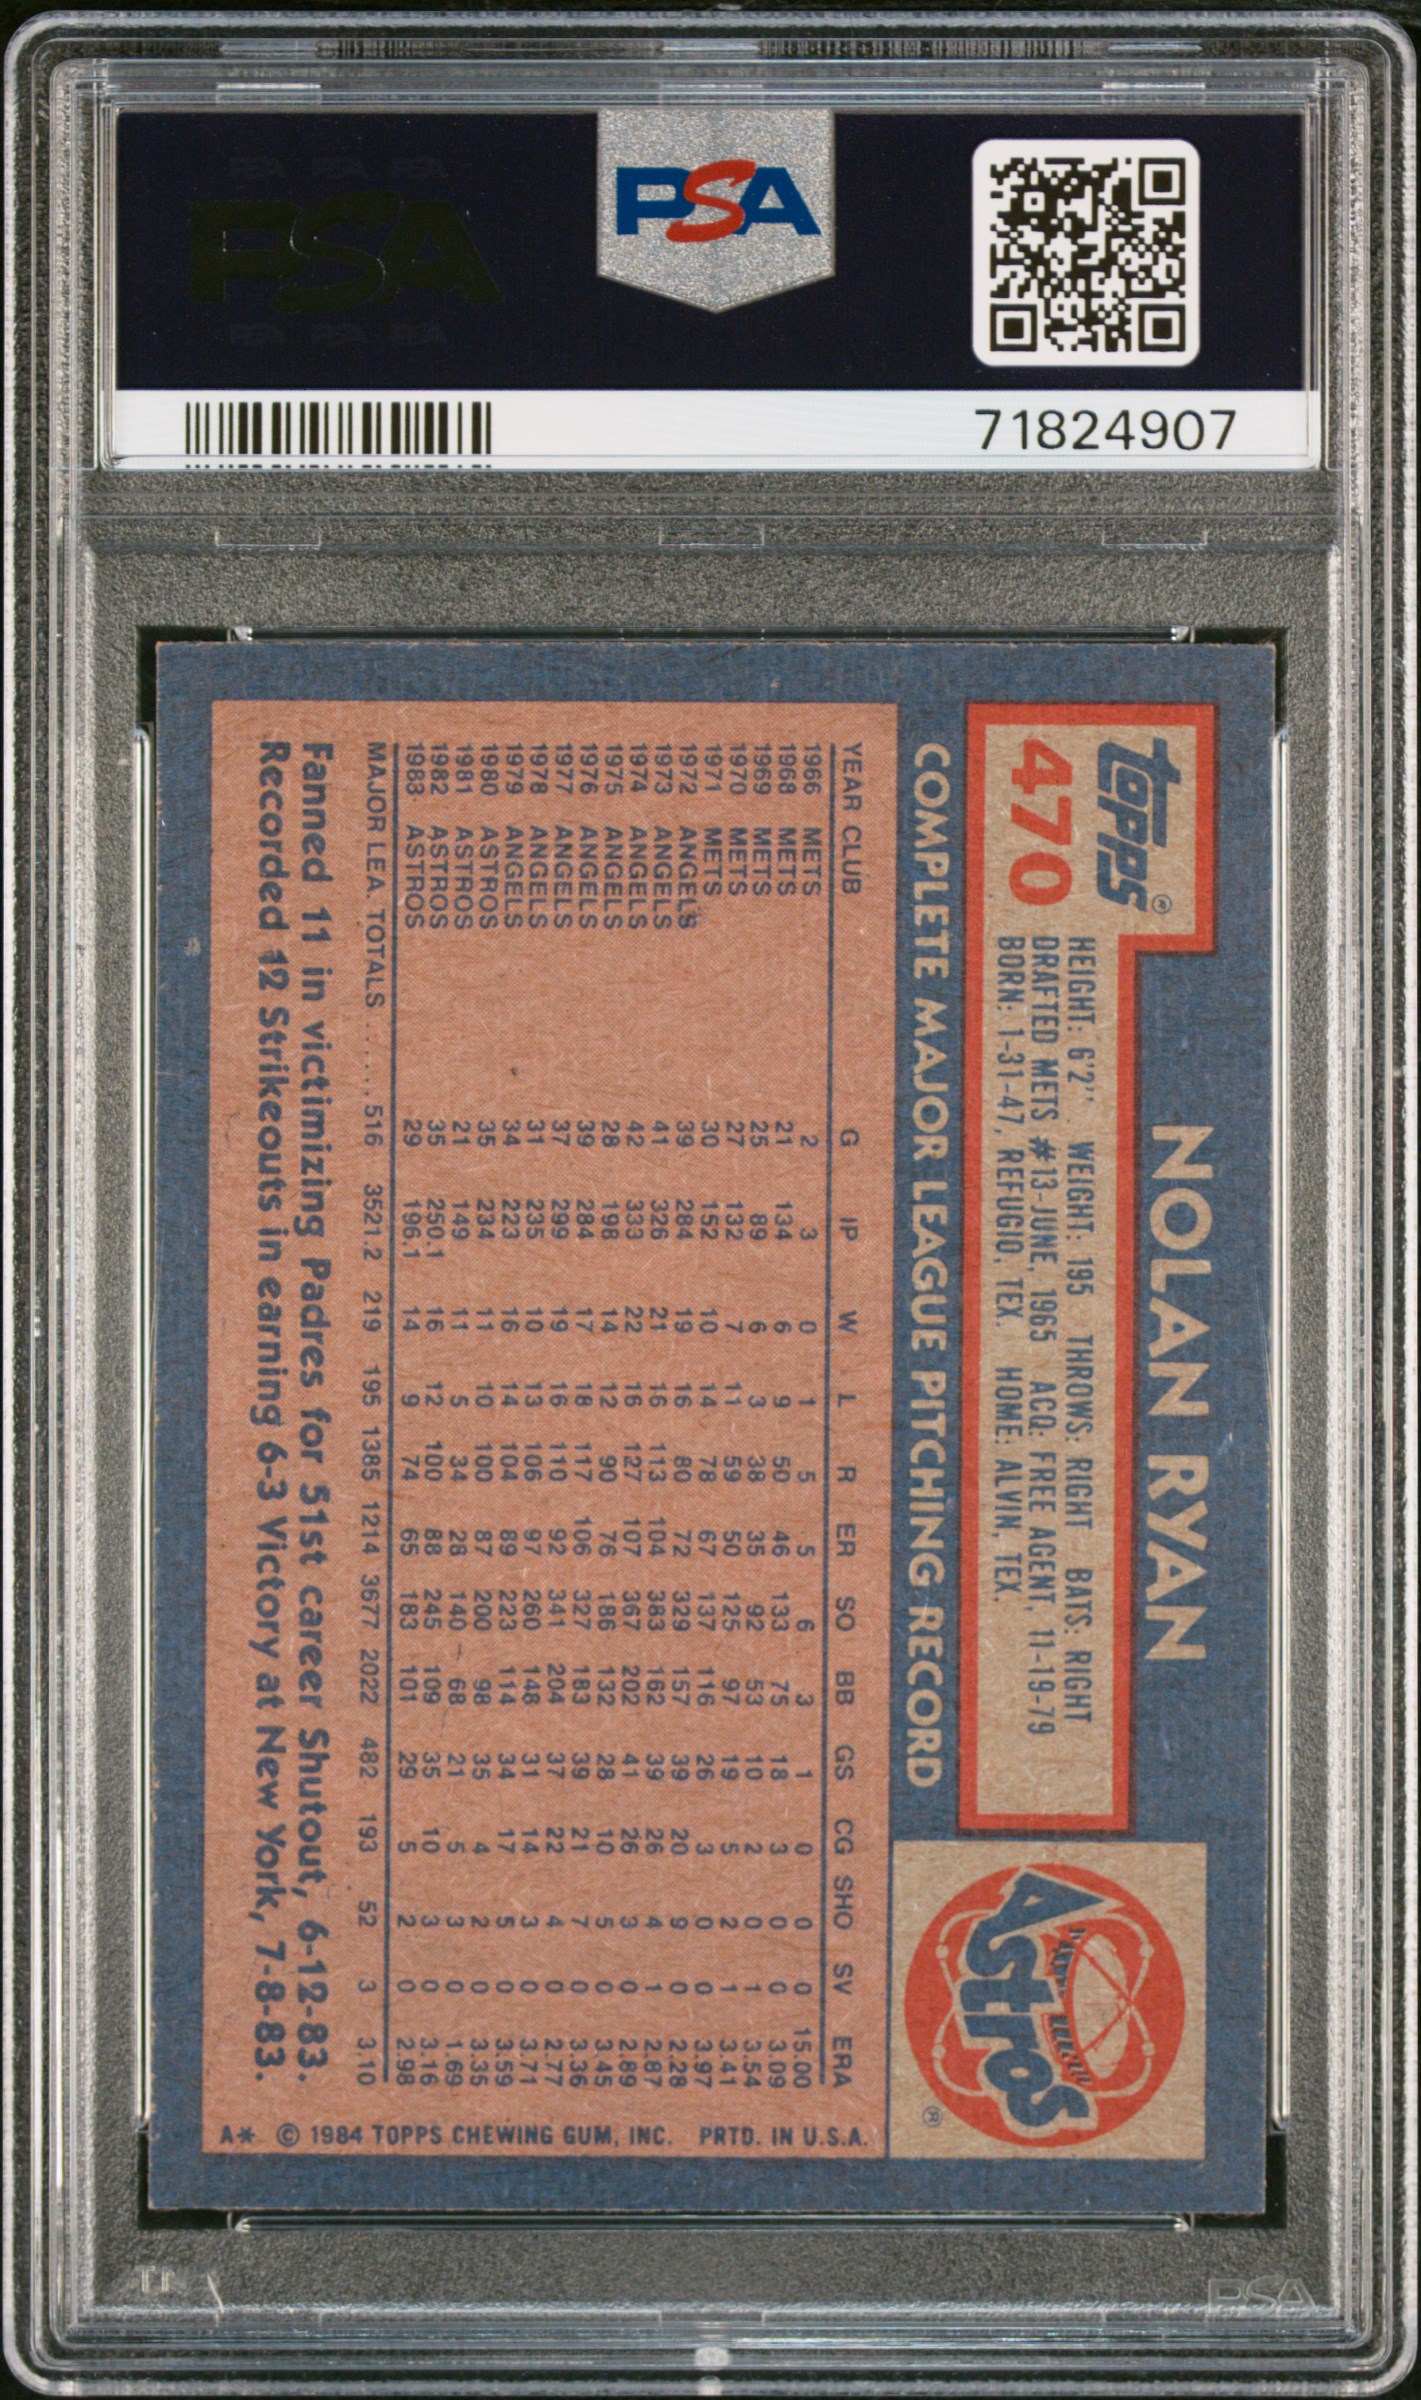 PSA
PSA
71824907
topps®
470
NOLAN RYAN
HEIGHT: 6'2" WEIGHT: 195 THROWS: RIGHT BATS: RIGHT
DRAFTED METS #13-JUNE, 1965 ACQ: FREE AGENT, 11-19-79
BORN: 1-31-47, REFUGIO, TEX. HOME: ALVIN, TEX.
Astros
®
COMPLETE MAJOR LEAGUE PITCHING RECORD
YEAR CLUB G IP W L R ER SO BB GS CG SHO SV ERA
1966 METS 2 3 0 1 5 5 6 3 1 0 0 0 15.00
1968 METS 21 134 6 9 50 46 133 75 18 3 0 0 3.09
1969 METS 25 89 6 3 38 35 92 53 10 2 0 1 3.54
1970 METS 27 132 7 11 59 50 125 97 19 5 2 1 3.41
1971 METS 30 152 10 14 78 67 137 116 26 3 0 0 3.97
1972 ANGELS 39 284 19 16 80 72 329 157 39 20 9 0 2.28
1973 ANGELS 41 326 21 16 113 104 383 162 39 26 4 1 2.87
1974 ANGELS 42 333 22 16 127 107 367 202 41 26 3 0 2.89
1975 ANGELS 28 198 14 12 90 76 186 132 28 10 5 0 3.45
1976 ANGELS 39 284 17 18 117 106 327 183 39 21 7 0 3.36
1977 ANGELS 37 299 19 16 110 92 341 204 37 22 4 0 2.77
1978 ANGELS 31 235 10 13 106 97 260 148 31 14 3 0 3.71
1979 ANGELS 34 223 16 14 104 89 223 114 34 17 5 0 3.59
1980 ASTROS 35 234 11 10 100 87 200 98 35 4 2 0 3.35
1981 ASTROS 21 149 11 5 34 28 140 68 21 5 3 0 1.69
1982 ASTROS 35 250.1 16 12 100 88 245 109 35 10 3 0 3.16
1983 ASTROS 29 196.1 14 9 74 65 183 101 29 5 2 0 2.98
MAJOR LEA. TOTALS ...... 516 3521.2 219 195 1385 1214 3677 2022 482 193 52 3 3.10
Fanned 11 in victimizing Padres for 51st career Shutout, 6-12-83.
Recorded 12 Strikeouts in earning 6-3 Victory at New York, 7-8-83.
A* © 1984 TOPPS CHEWING GUM, INC. PRTD. IN U.S.A.
PSA